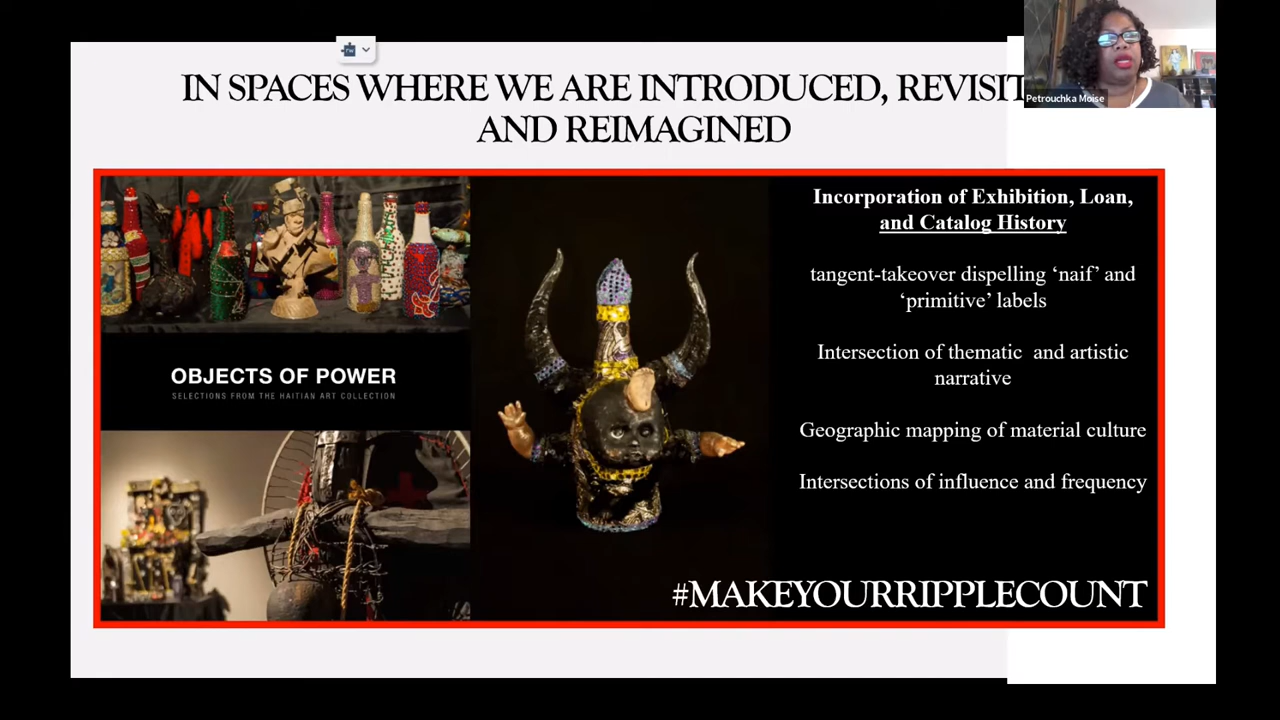 IN SPACES WHERE WE ARE INTRODUCED, REVISIT
AND REIMAGINED
Petrouchka Moise
Incorporation of Exhibition, Loan,
and Catalog History
tangent-takeover dispelling ‘naif’ and
‘primitive’ labels
Intersection of thematic and artistic
narrative
Geographic mapping of material culture
Intersections of influence and frequency
OBJECTS OF POWER
SELECTIONS FROM THE HAITIAN ART COLLECTION
#MAKEYOURRIPPLECOUNT